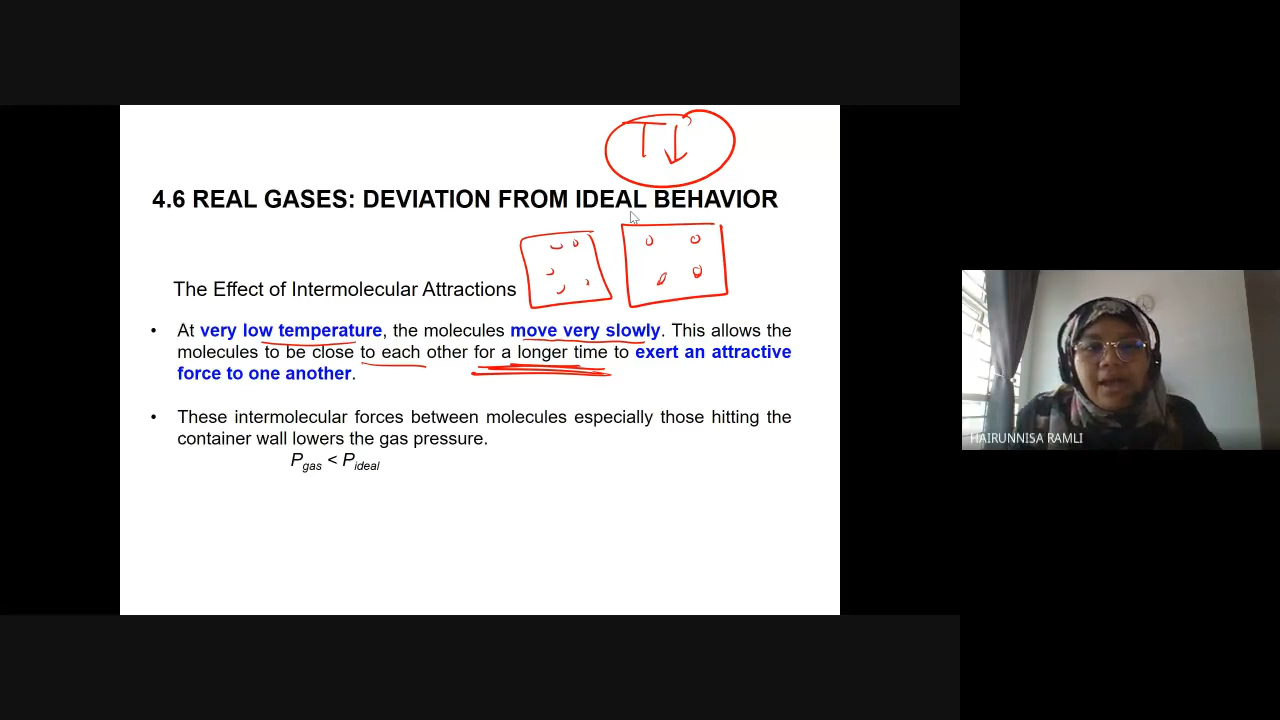 T↓
4.6 REAL GASES: DEVIATION FROM IDEAL BEHAVIOR
The Effect of Intermolecular Attractions
• At very low temperature, the molecules move very slowly. This allows the
molecules to be close to each other for a longer time to exert an attractive
force to one another.
• These intermolecular forces between molecules especially those hitting the
container wall lowers the gas pressure.
Pgas < Pideal
HAIRUNNISA RAMLI